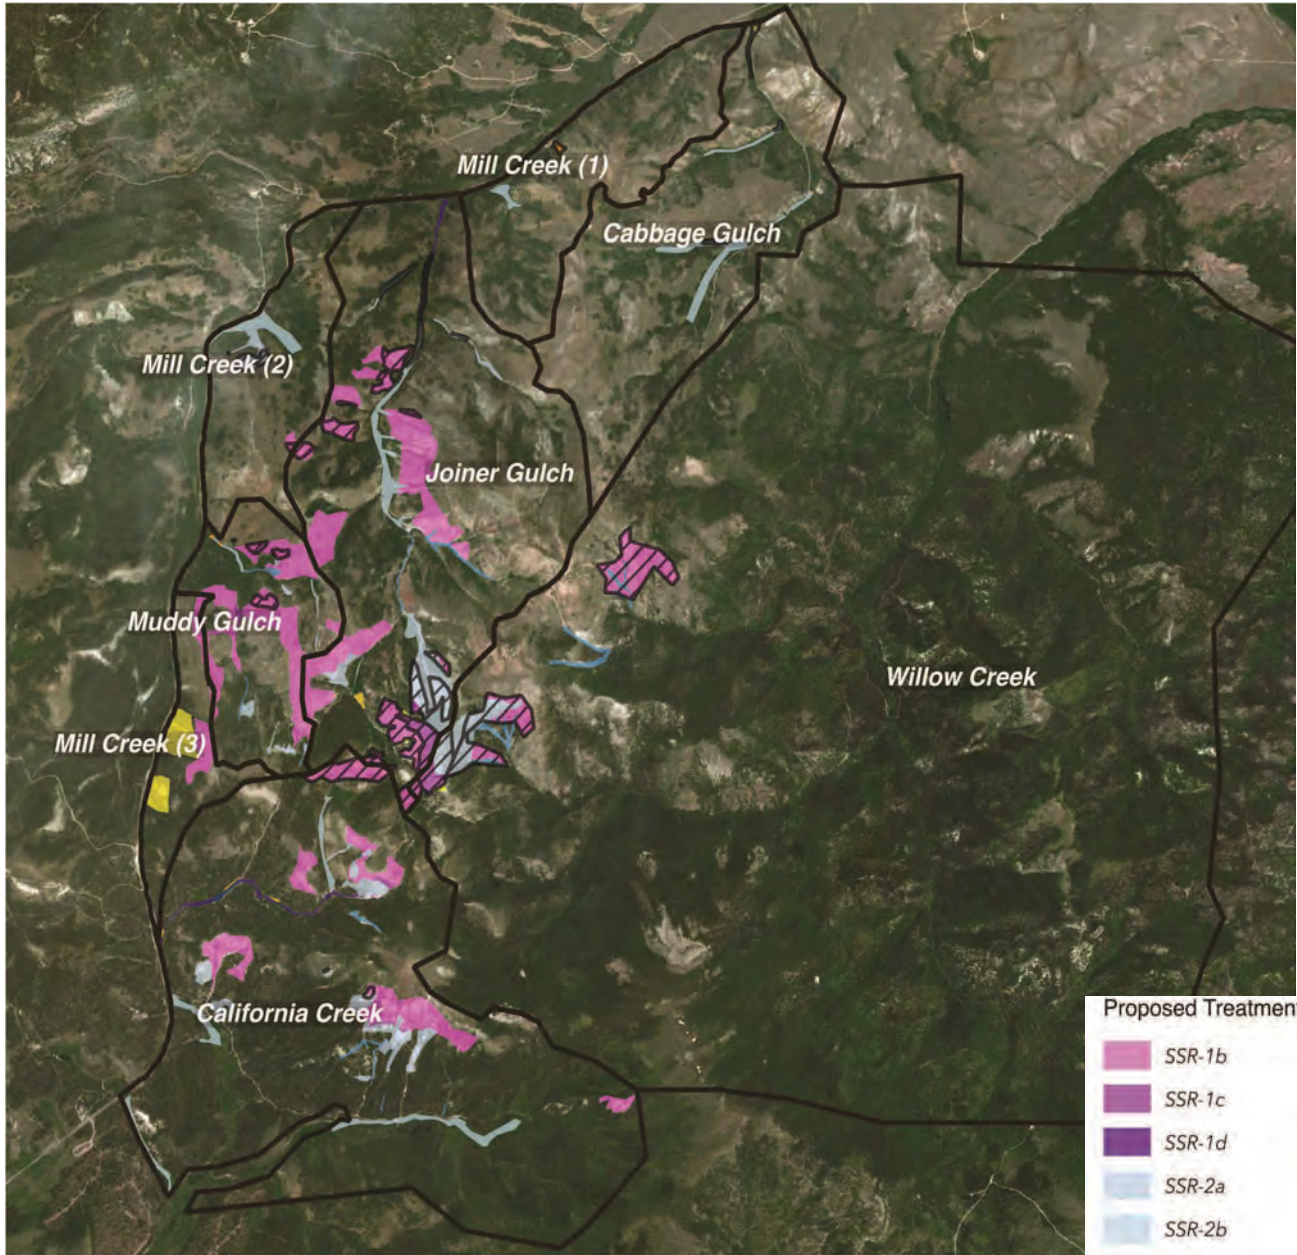 Mill Creek (1)
Cabbage Gulch
Mill Creek (2)
Joiner Gulch
Muddy Gulch
Willow Creek
Mill Creek (3)
California Creek
Proposed Treatment
SSR-1b
SSR-1c
SSR-1d
SSR-2a
SSR-2b